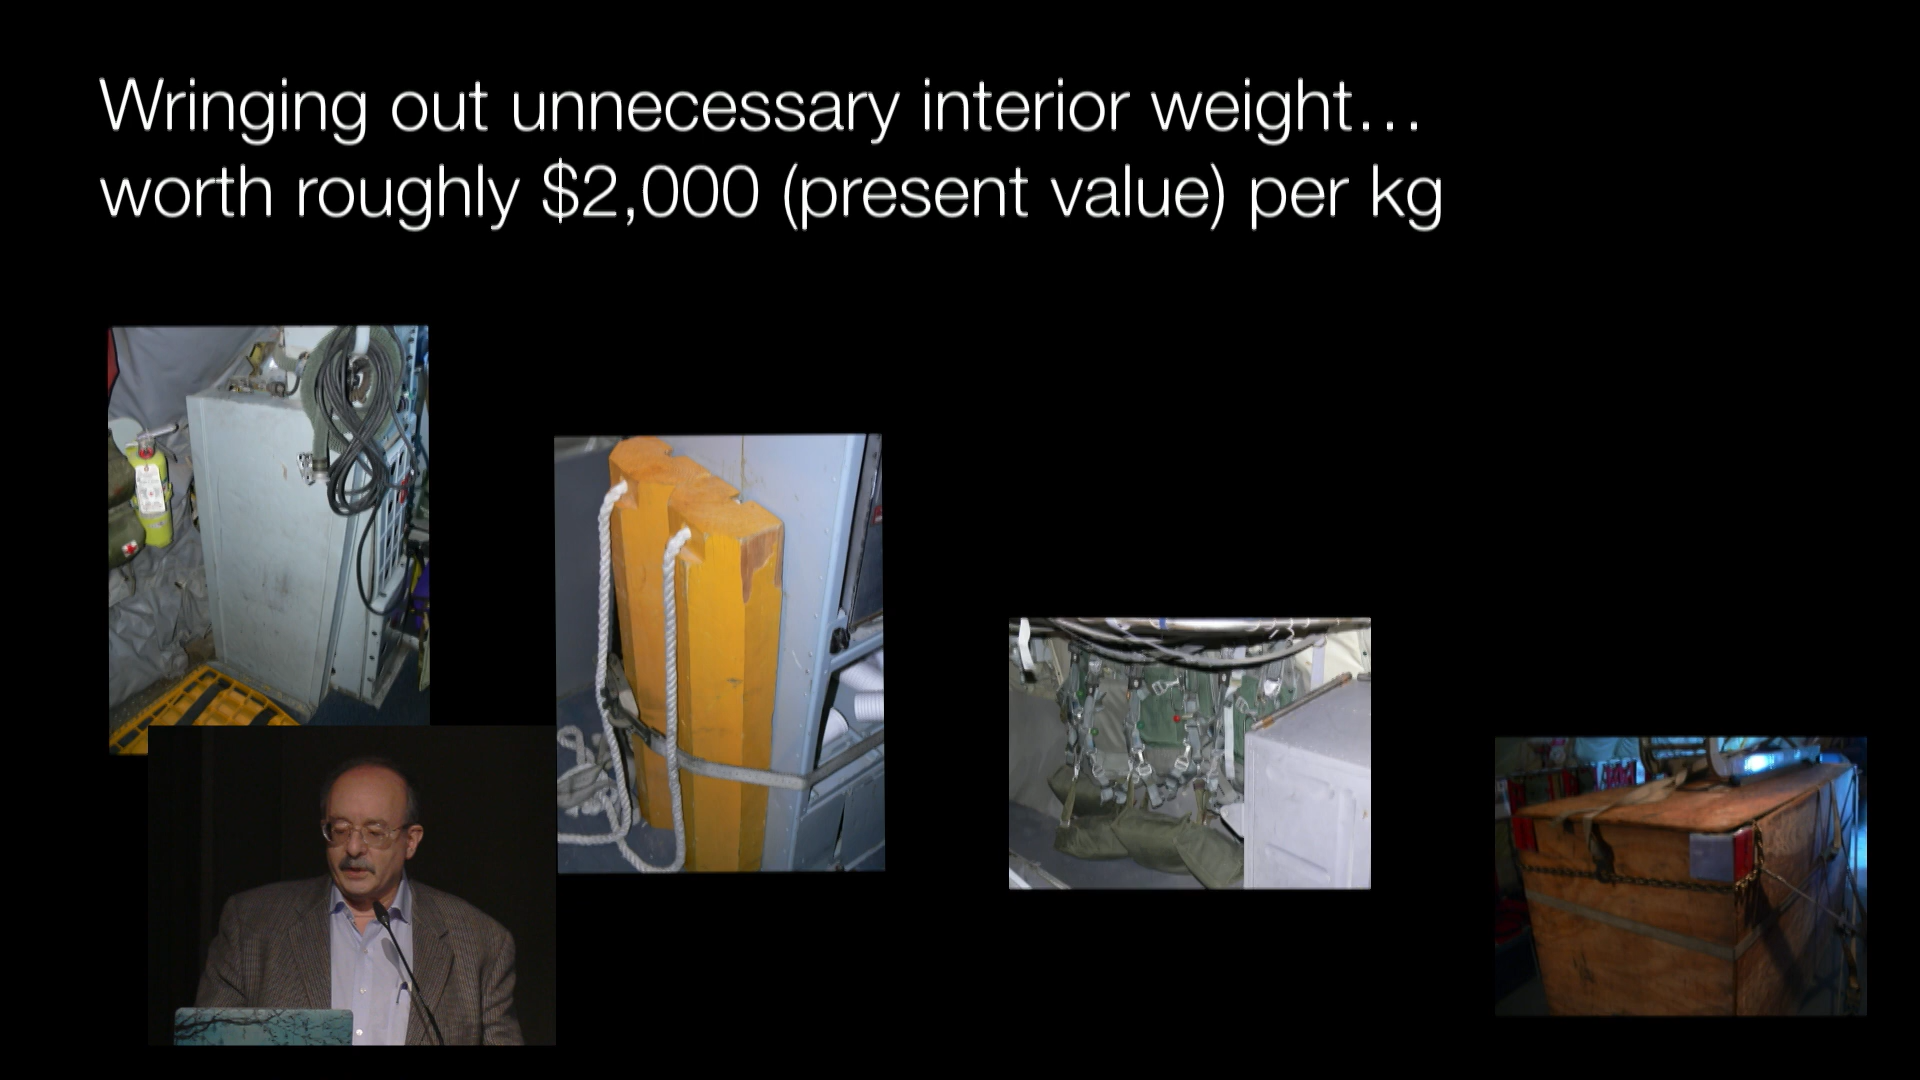 Wringing out unnecessary interior weight…
worth roughly $2,000 (present value) per kg